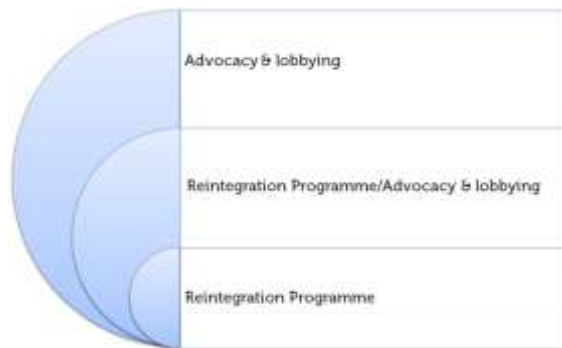 Advocacy & lobbying
Reintegration Programme/Advocacy & lobbying
Reintegration Programme